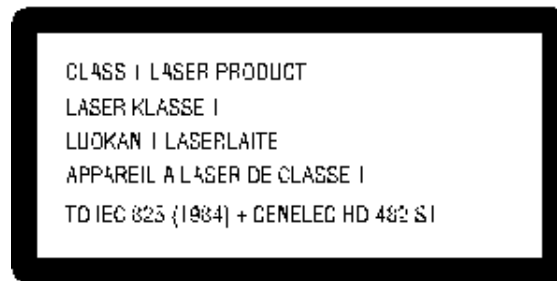 CLASS 1 LASER PRODUCT
LASER KLASSE 1
LUOKAN 1 LASERLAITE
APPAREIL A LASER DE CLASSE 1
TO IEC 825 (1984) + CENELEC HD 482 S1